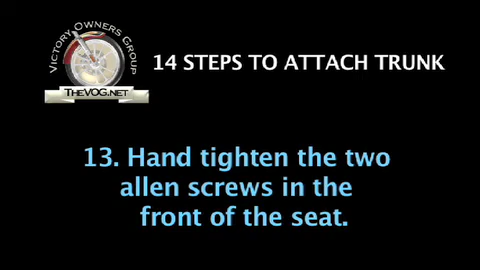 VICTORY OWNERS GROUP
THEVOG.NET
14 STEPS TO ATTACH TRUNK
13. Hand tighten the two
allen screws in the
front of the seat.